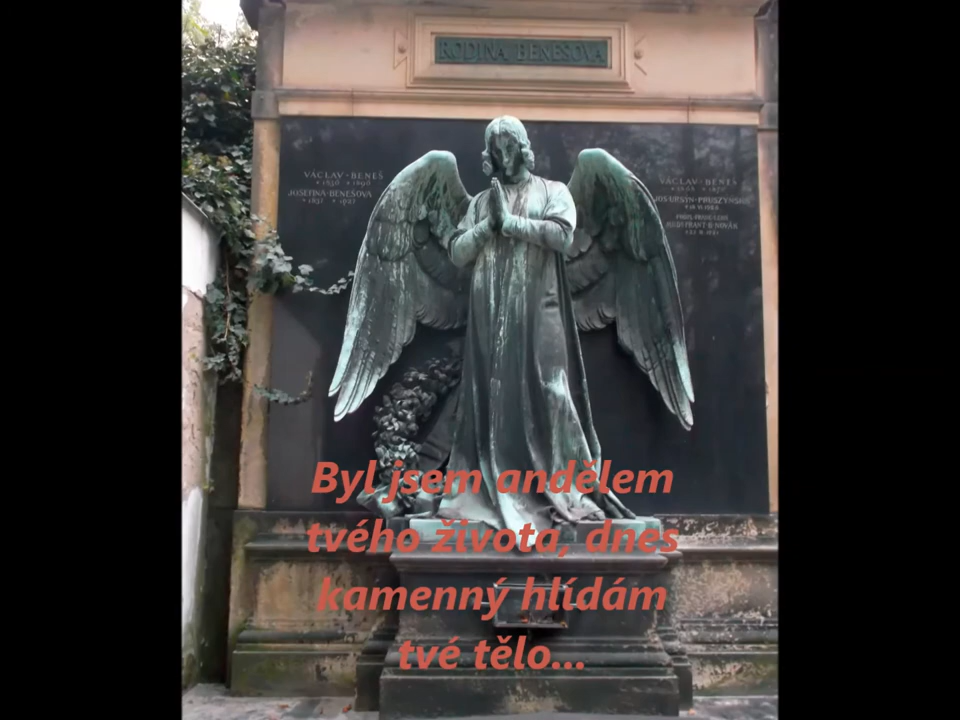 RODINA BENEŠOVA
VÁCLAV • BENEŠ
JOSEFINA • BENEŠOVÁ
VÁCLAV • BENEŠ
Byl jsem andělem
tvého života, dnes
kamenný hlídám
tvé tělo...